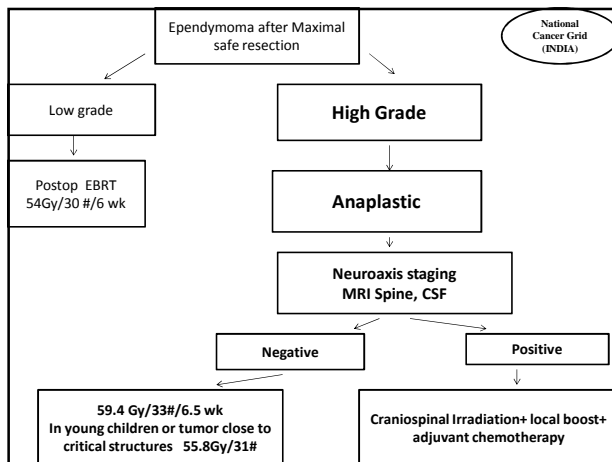 Ependymoma after Maximal
safe resection
National
Cancer Grid
(INDIA)
Low grade
High Grade
Postop EBRT
54Gy/30 #/6 wk
Anaplastic
Neuroaxis staging
MRI Spine, CSF
Negative
Positive
59.4 Gy/33#/6.5 wk
In young children or tumor close to
critical structures 55.8Gy/31#
Craniospinal Irradiation+ local boost+
adjuvant chemotherapy